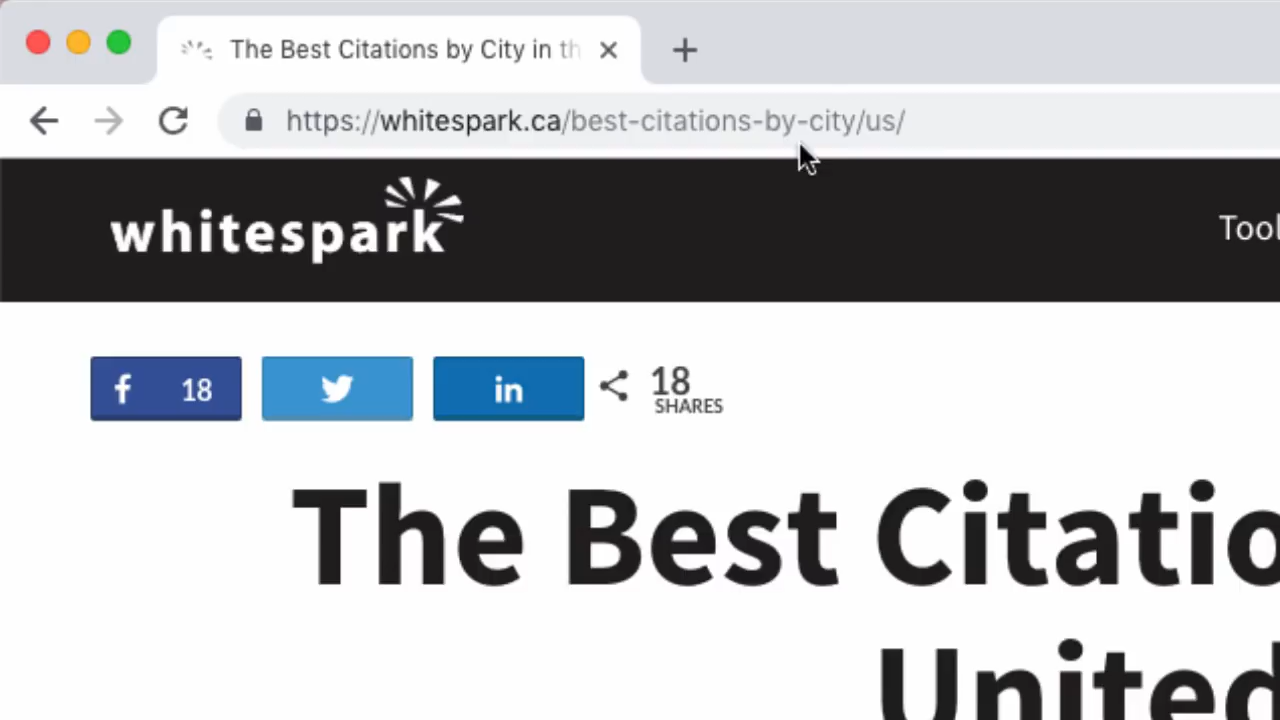 The Best Citations by City in th
https://whitespark.ca/best-citations-by-city/us/
whitespark
Tool
18
in
18
SHARES
The Best Citatio
United